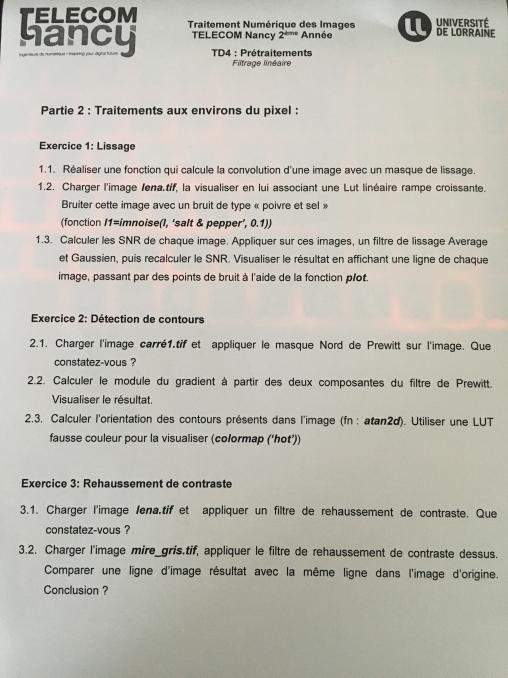 TELECOM
nancy
ingénieurs du numérique • inspiring your digital future
Traitement Numérique des Images
TELECOM Nancy 2ème Année
TD4 : Prétraitements
Filtrage linéaire
UNIVERSITÉ
DE LORRAINE
Partie 2 : Traitements aux environs du pixel :
Exercice 1: Lissage
1.1. Réaliser une fonction qui calcule la convolution d'une image avec un masque de lissage.
1.2. Charger l'image lena.tif, la visualiser en lui associant une Lut linéaire rampe croissante.
Bruiter cette image avec un bruit de type « poivre et sel »
(fonction I1=imnoise(I, 'salt & pepper', 0.1))
1.3. Calculer les SNR de chaque image. Appliquer sur ces images, un filtre de lissage Average
et Gaussien, puis recalculer le SNR. Visualiser le résultat en affichant une ligne de chaque
image, passant par des points de bruit à l'aide de la fonction plot.
Exercice 2: Détection de contours
2.1. Charger l'image carré1.tif et appliquer le masque Nord de Prewitt sur l'image. Que
constatez-vous ?
2.2. Calculer le module du gradient à partir des deux composantes du filtre de Prewitt.
Visualiser le résultat.
2.3. Calculer l'orientation des contours présents dans l'image (fn : atan2d). Utiliser une LUT
fausse couleur pour la visualiser (colormap ('hot'))
Exercice 3: Rehaussement de contraste
3.1. Charger l'image lena.tif et appliquer un filtre de rehaussement de contraste. Que
constatez-vous ?
3.2. Charger l'image mire_gris.tif, appliquer le filtre de rehaussement de contraste dessus.
Comparer une ligne d'image résultat avec la même ligne dans l'image d'origine.
Conclusion ?